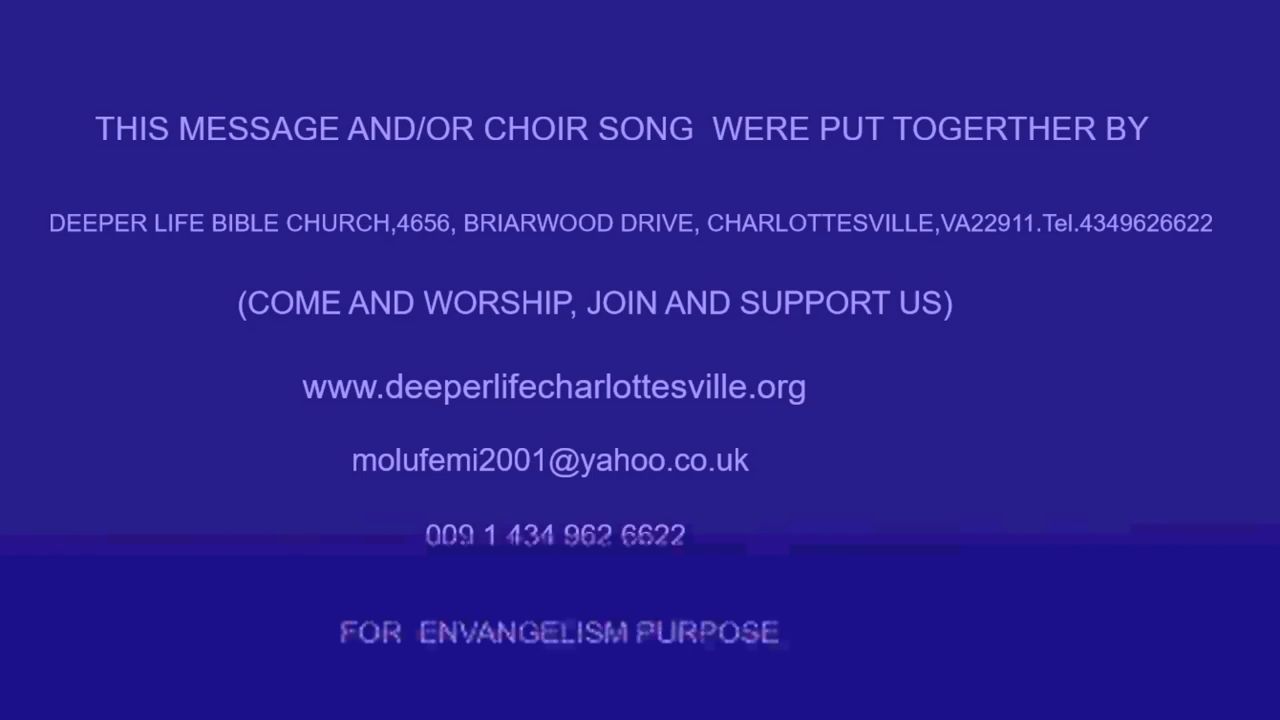 THIS MESSAGE AND/OR CHOIR SONG  WERE PUT TOGERTHER BY
DEEPER LIFE BIBLE CHURCH,4656, BRIARWOOD DRIVE, CHARLOTTESVILLE,VA22911.Tel.4349626622
(COME AND WORSHIP, JOIN AND SUPPORT US)
www.deeperlifecharlottesville.org
molufemi2001@yahoo.co.uk
009 1 434 962 6622
FOR  ENVANGELISM PURPOSE